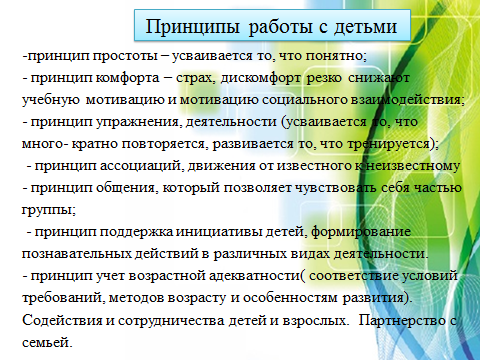 Принципы работы с детьми
-принцип простоты – усваивается то, что понятно;
- принцип комфорта – страх, дискомфорт резко снижают
учебную мотивацию и мотивацию социального взаимодействия;
- принцип упражнения, деятельности (усваивается то, что
много- кратно повторяется, развивается то, что тренируется);
- принцип ассоциаций, движения от известного к неизвестному
- принцип общения, который позволяет чувствовать себя частью
группы;
- принцип поддержка инициативы детей, формирование
познавательных действий в различных видах деятельности.
- принцип учет возрастной адекватности( соответствие условий
требований, методов возрасту и особенностям развития).
Содействия и сотрудничества детей и взрослых. Партнерство с
семьей.